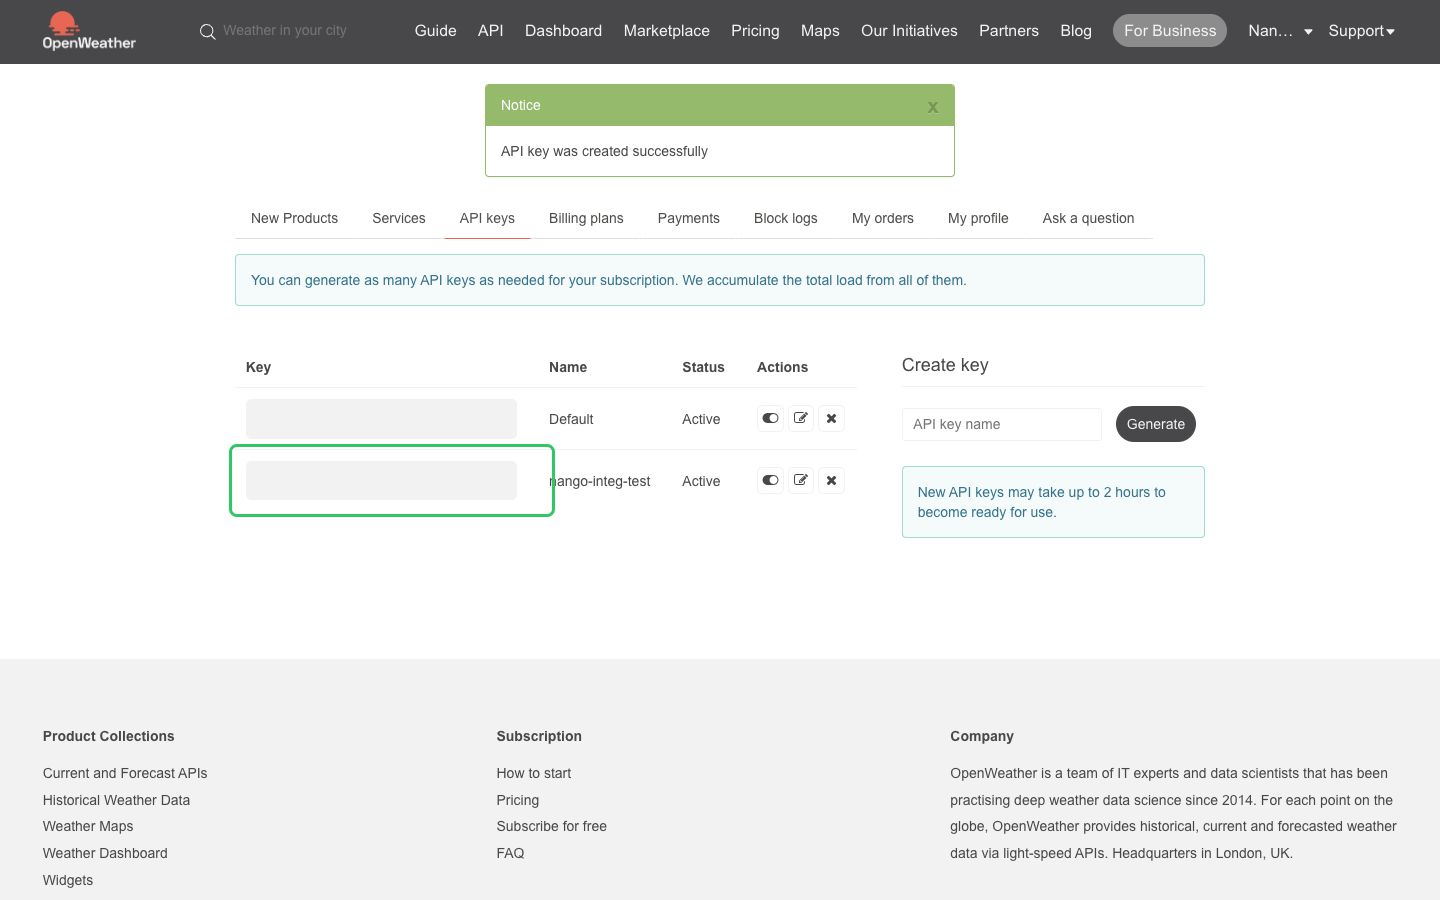 OpenWeather
Weather in your city
Guide API Dashboard Marketplace Pricing Maps Our Initiatives Partners Blog For Business Nan... Support
Notice x
API key was created successfully
New Products Services API keys Billing plans Payments Block logs My orders My profile Ask a question
You can generate as many API keys as needed for your subscription. We accumulate the total load from all of them.
Key Name Status Actions
Default Active
nango-integ-test Active
Create key
API key name Generate
New API keys may take up to 2 hours to
become ready for use.
Product Collections
Current and Forecast APIs
Historical Weather Data
Weather Maps
Weather Dashboard
Widgets
Subscription
How to start
Pricing
Subscribe for free
FAQ
Company
OpenWeather is a team of IT experts and data scientists that has been
practising deep weather data science since 2014. For each point on the
globe, OpenWeather provides historical, current and forecasted weather
data via light-speed APIs. Headquarters in London, UK.